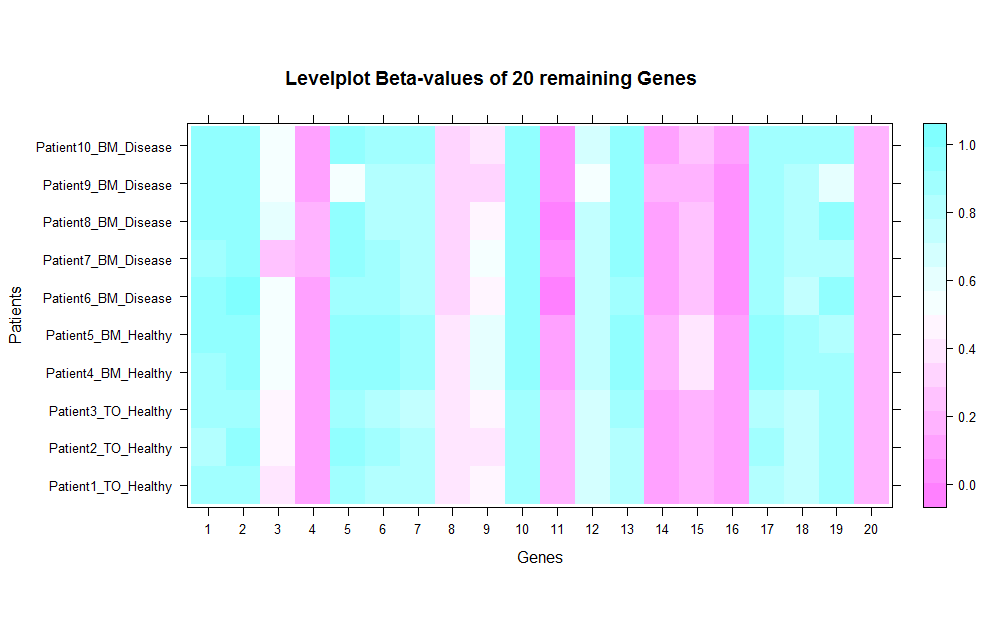 Levelplot Beta-values of 20 remaining Genes
Patient10_BM_Disease
Patient9_BM_Disease
Patient8_BM_Disease
Patient7_BM_Disease
Patient6_BM_Disease
Patient5_BM_Healthy
Patient4_BM_Healthy
Patient3_TO_Healthy
Patient2_TO_Healthy
Patient1_TO_Healthy
Patients
1 2 3 4 5 6 7 8 9 10 11 12 13 14 15 16 17 18 19 20
Genes
1.0
0.8
0.6
0.4
0.2
0.0